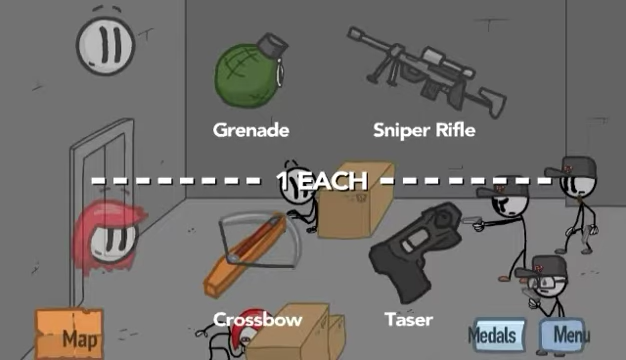 Grenade
Sniper Rifle
1 EACH
Crossbow
Taser
Map
Medals
Menu